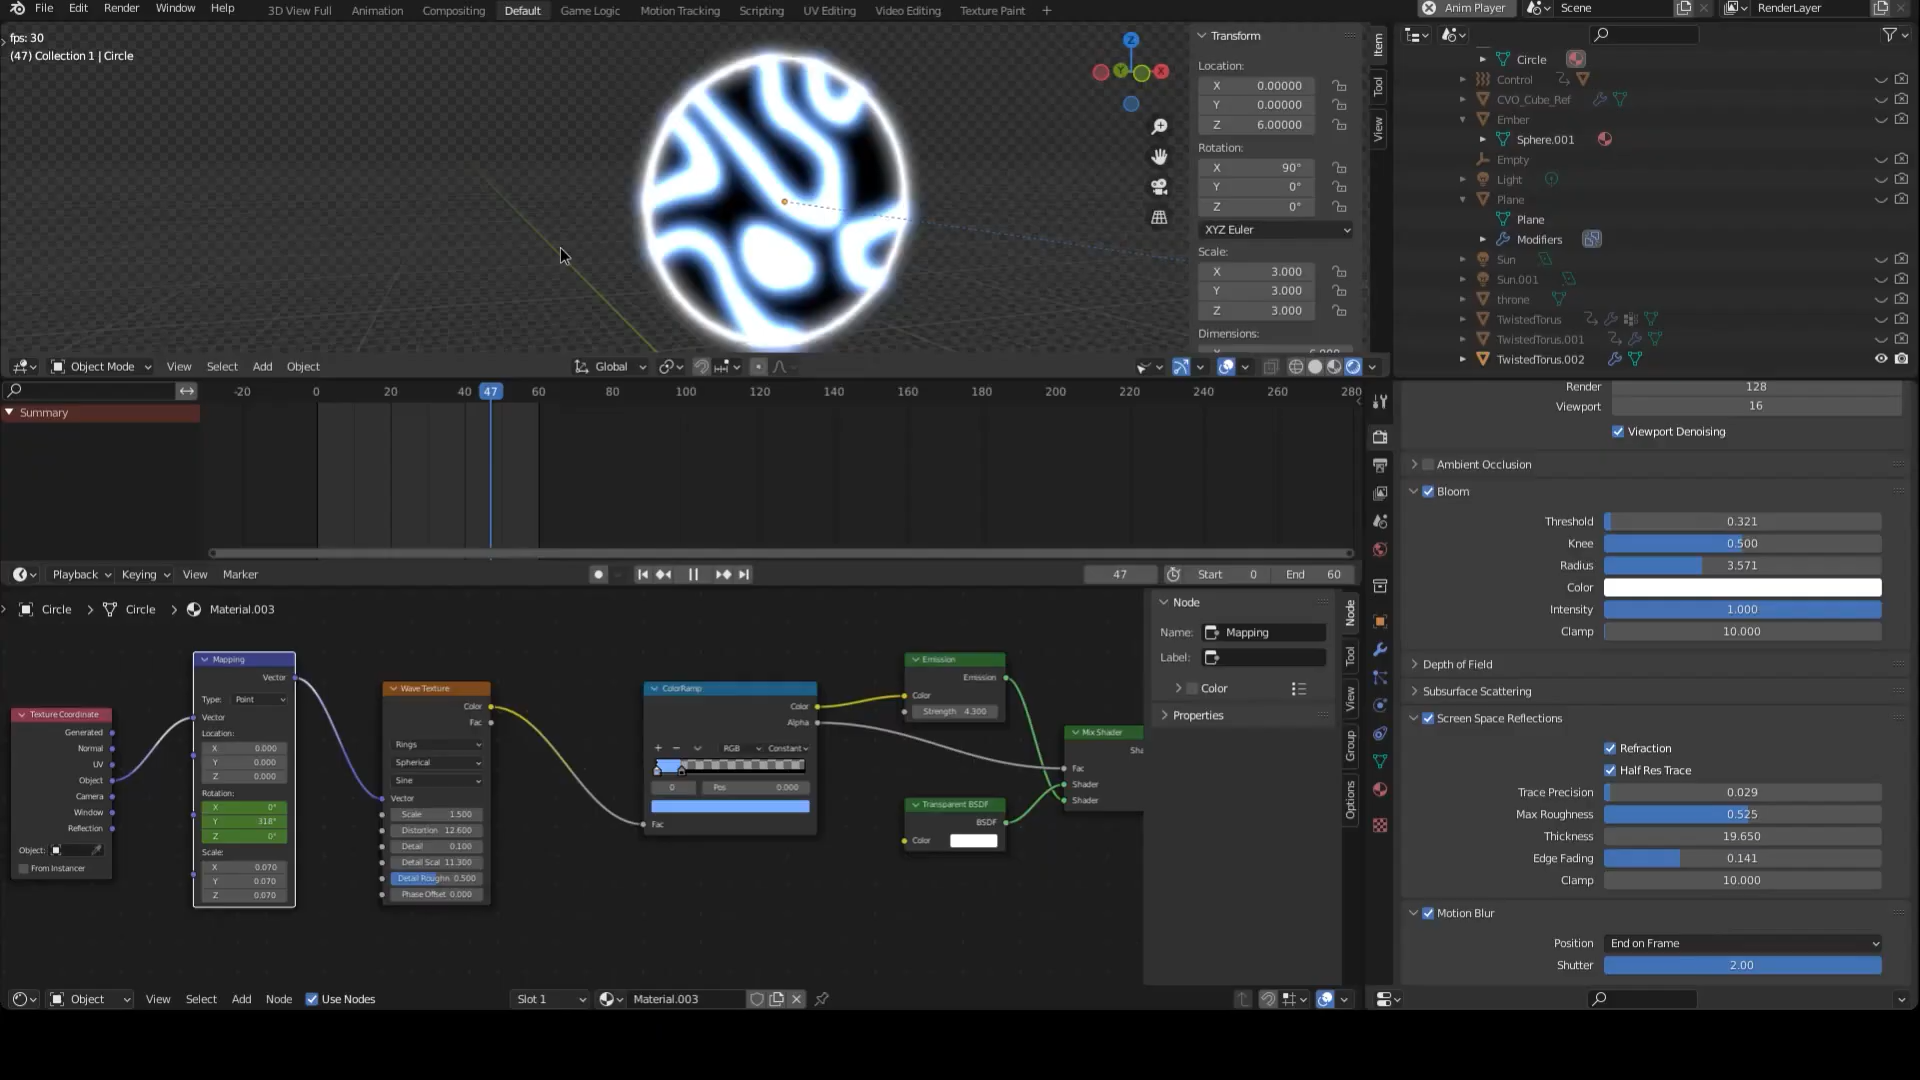 File Edit Render Window Help 3D View Full Animation Compositing Default Game Logic Motion Tracking Scripting UV Editing Video Editing Texture Paint + Anim Player Scene RenderLayer
fps: 30
(47) Collection 1 | Circle
Transform
Location:
X 0.00000
Y 0.00000
Z 6.00000
Rotation:
X 90°
Y 0°
Z 0°
XYZ Euler
Scale:
X 3.000
Y 3.000
Z 3.000
Dimensions:
Item
Tool
View
Z
Y
X
Circle
Control
CVO_Cube_Ref
Ember
Sphere.001
Empty
Light
Plane
Plane
Modifiers
Sun
Sun.001
throne
TwistedTorus
TwistedTorus.001
TwistedTorus.002
Object Mode View Select Add Object Global
-20 0 20 40 47 60 80 100 120 140 160 180 200 220 240 260 280
Summary
Playback Keying View Marker 47 Start 0 End 60
Circle > Circle > Material.003
Texture Coordinate
Generated
Normal
UV
Object
Camera
Window
Reflection
Object:
From Instancer
Mapping
Vector
Type: Point
Vector
Location:
X 0.000
Y 0.000
Z 0.000
Rotation:
X 0°
Y 318°
Z 0°
Scale:
X 0.070
Y 0.070
Z 0.070
Wave Texture
Color
Fac
Rings
Spherical
Sine
Vector
Scale 1.500
Distortion 12.600
Detail 0.100
Detail Scal 11.300
Detail Roughn 0.500
Phase Offset 0.000
ColorRamp
Color
Alpha
+ − RGB Constant
0 Pos 0.000
Fac
Emission
Emission
Color
Strength 4.300
Transparent BSDF
BSDF
Color
Mix Shader
Sha
Fac
Shader
Shader
Node
Name: Mapping
Label:
Color
Properties
Node
Tool
View
Group
Options
Object View Select Add Node Use Nodes Slot 1 Material.003
Render 128
Viewport 16
Viewport Denoising
Ambient Occlusion
Bloom
Threshold 0.321
Knee 0.500
Radius 3.571
Color
Intensity 1.000
Clamp 10.000
Depth of Field
Subsurface Scattering
Screen Space Reflections
Refraction
Half Res Trace
Trace Precision 0.029
Max Roughness 0.525
Thickness 19.650
Edge Fading 0.141
Clamp 10.000
Motion Blur
Position End on Frame
Shutter 2.00